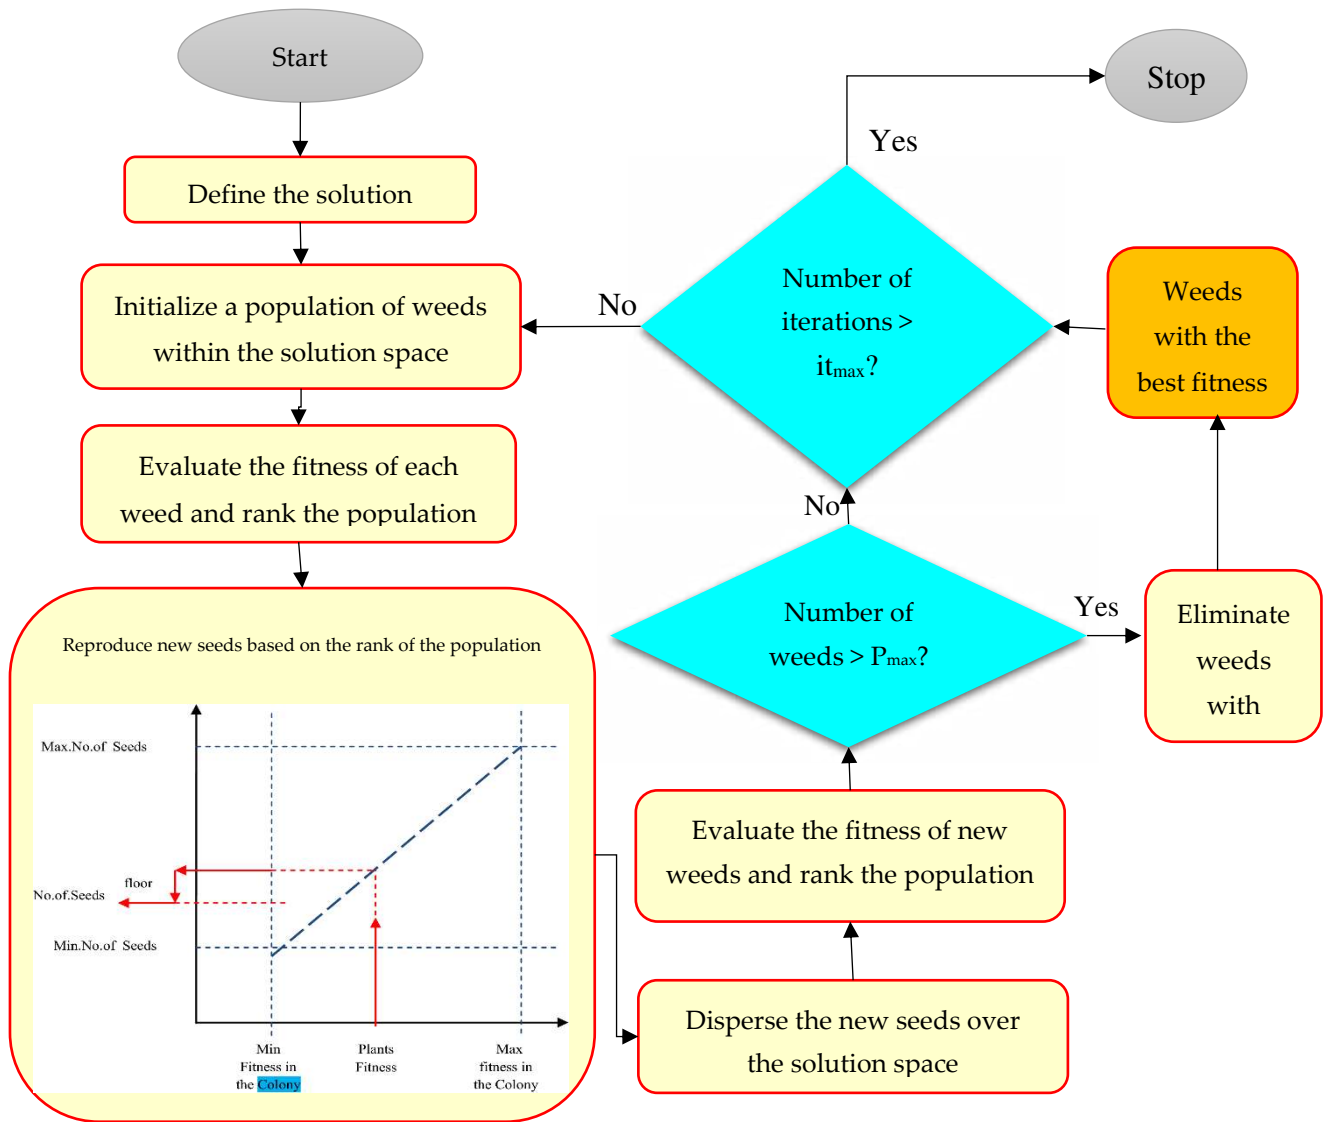 Start
Define the solution
Initialize a population of weeds
within the solution space
Evaluate the fitness of each
weed and rank the population
Reproduce new seeds based on the rank of the population
Max.No.of Seeds
floor
No.of.Seeds
Min.No.of Seeds
Min
Fitness in
the Colony
Plants
Fitness
Max
fitness in
the Colony
Disperse the new seeds over
the solution space
Evaluate the fitness of new
weeds and rank the population
Number of
weeds > Pmax?
Yes
No
Eliminate
weeds
with
Weeds
with the
best fitness
Number of
iterations >
itmax?
No
Yes
Stop